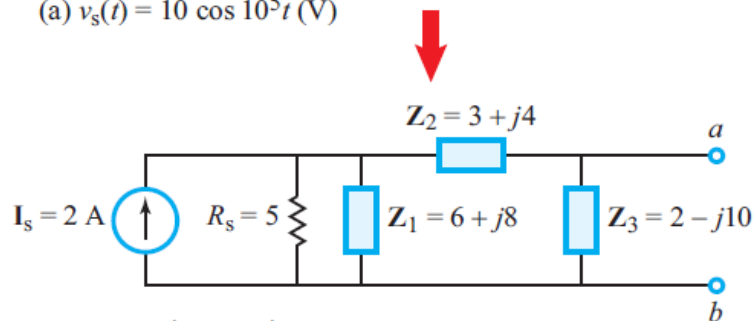 (a) vₛ(t) = 10 cos 10⁵t (V)
Z₂ = 3 + j4
a
Iₛ = 2 A
Rₛ = 5
Z₁ = 6 + j8
Z₃ = 2 − j10
b